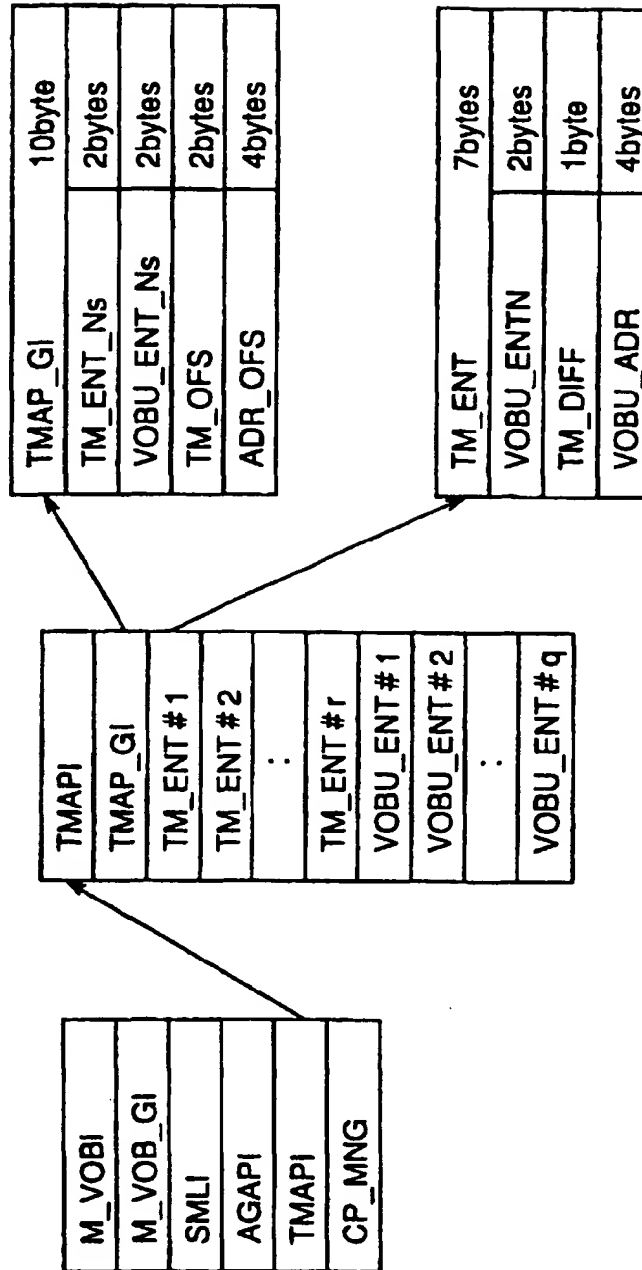 M_VOBI
M_VOB_GI
SMLI
AGAPI
TMAPI
CP_MNG
TMAPI
TMAP_GI
TM_ENT#1
TM_ENT#2
:
TM_ENT#r
VOBU_ENT#1
VOBU_ENT#2
:
VOBU_ENT#q
TMAP_GI 10byte
TM_ENT_Ns 2bytes
VOBU_ENT_Ns 2bytes
TM_OFS 2bytes
ADR_OFS 4bytes
TM_ENT 7bytes
VOBU_ENTN 2bytes
TM_DIFF 1byte
VOBU_ADR 4bytes